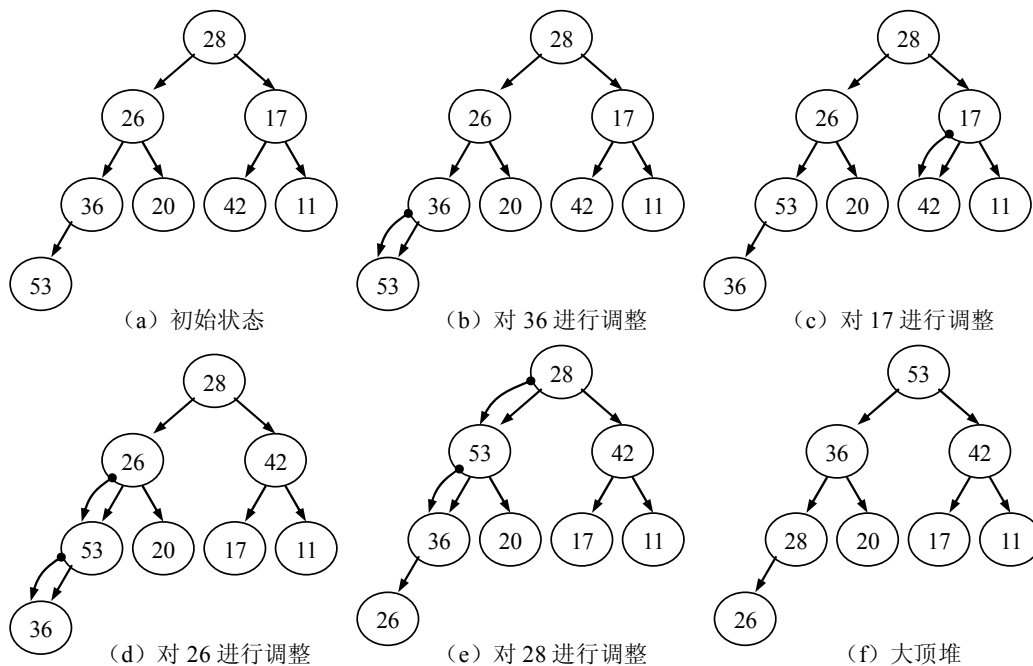 28 28 28
26 17 26 17 26 17
36 20 42 11 36 20 42 11 53 20 42 11
53 53 36
（a）初始状态 （b）对 36 进行调整 （c）对 17 进行调整
28 28 53
26 42 53 42 36 42
53 20 17 11 36 20 17 11 28 20 17 11
36 26 26
（d）对 26 进行调整 （e）对 28 进行调整 （f）大顶堆